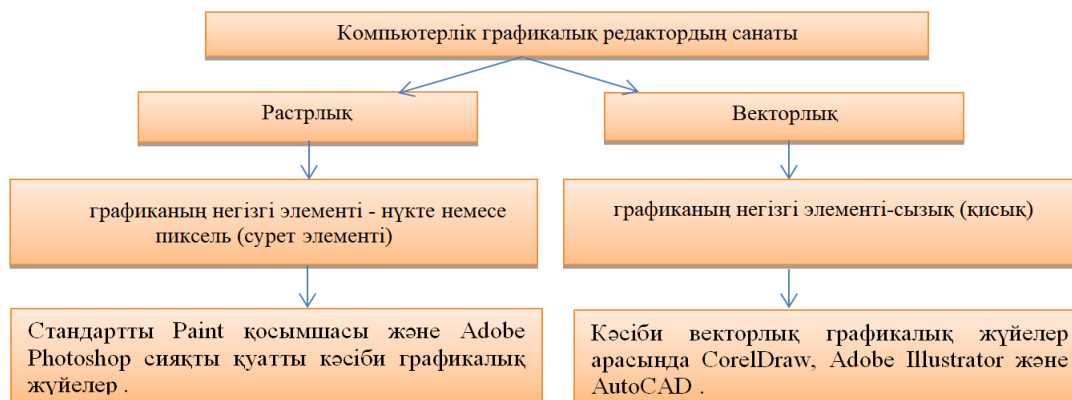 Компьютерлік графикалық редактордың санаты
Растрлық
Векторлық
графиканың негізгі элементі - нүкте немесе
пиксель (сурет элементі)
графиканың негізгі элементі-сызық (қисық)
Стандартты Paint қосымшасы және Adobe
Photoshop сияқты қуатты кәсіби графикалық
жүйелер .
Кәсіби векторлық графикалық жүйелер
арасында CorelDraw, Adobe Illustrator және
AutoCAD .